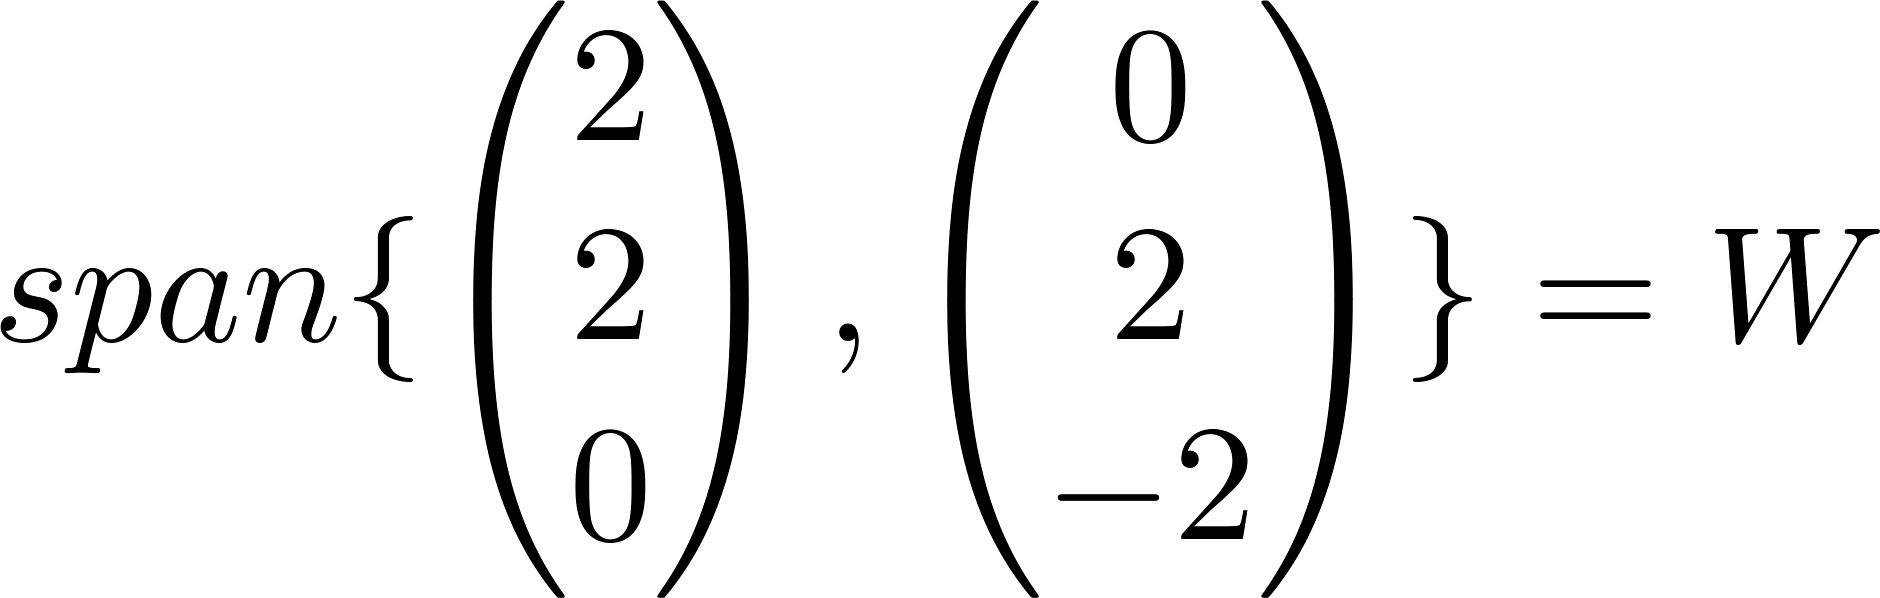 span{(2 2 0), (0 2 -2)} = W